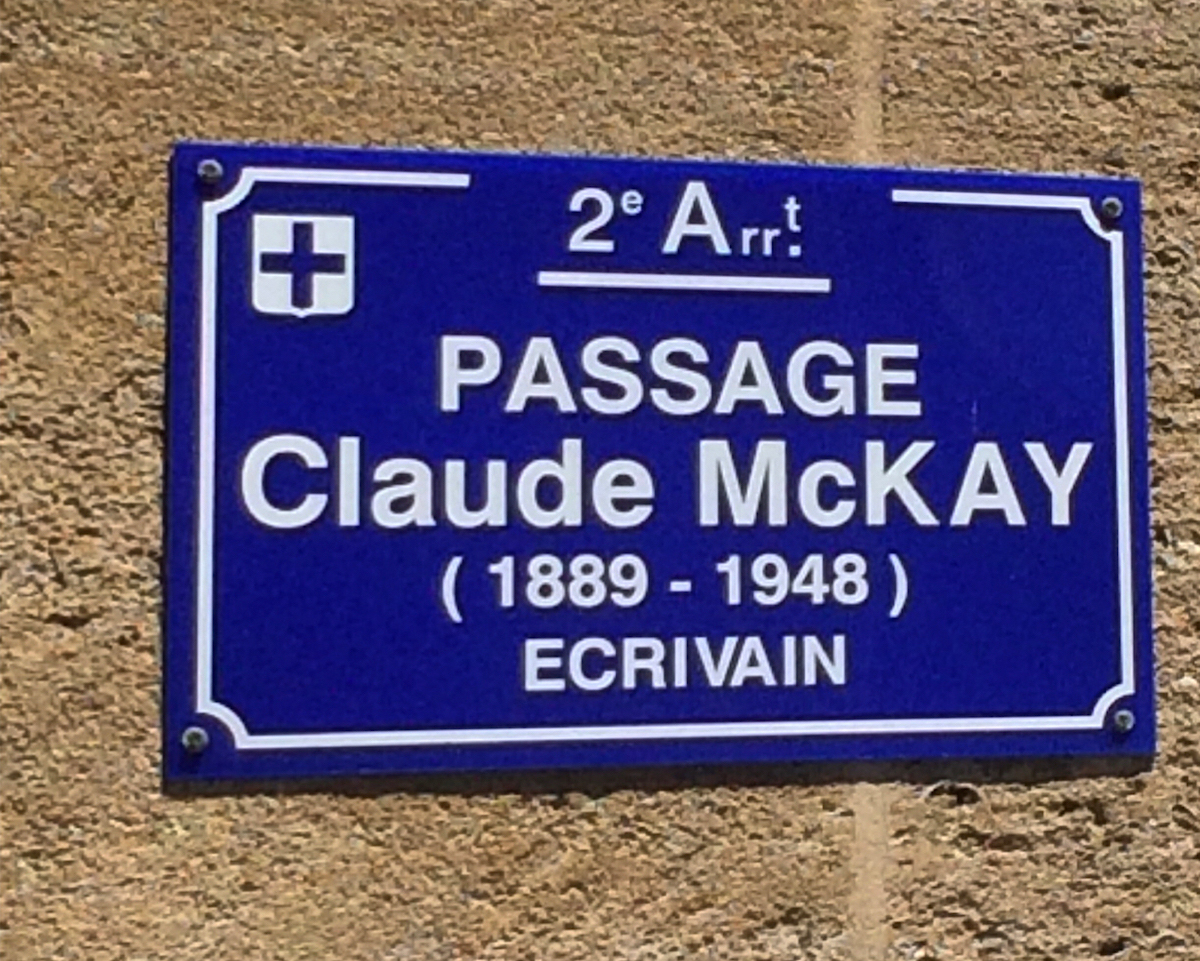 2e Arrt.
PASSAGE
Claude McKAY
( 1889 - 1948 )
ECRIVAIN